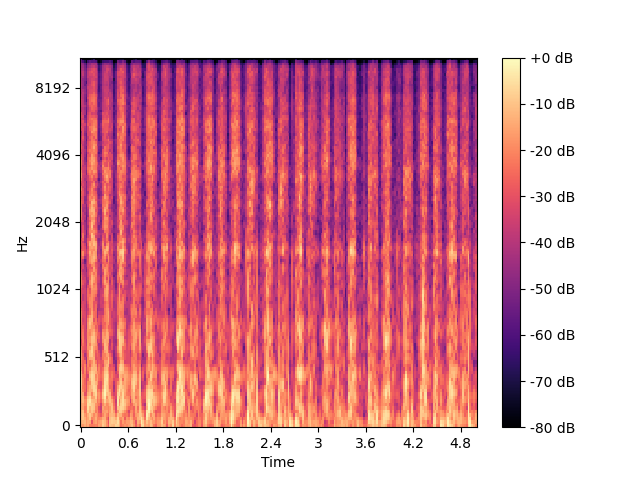 +0 dB
8192
-10 dB
4096
-20 dB
-30 dB
2048
Hz
-40 dB
1024
-50 dB
512
-60 dB
-70 dB
0
-80 dB
0 0.6 1.2 1.8 2.4 3 3.6 4.2 4.8
Time